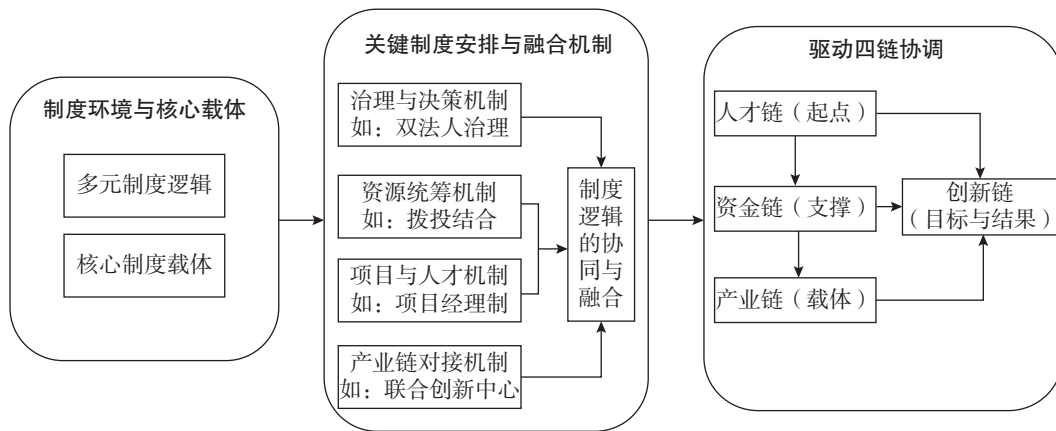 制度环境与核心载体
多元制度逻辑
核心制度载体
关键制度安排与融合机制
治理与决策机制
如：双法人治理
资源统筹机制
如：拨投结合
项目与人才机制
如：项目经理制
产业链对接机制
如：联合创新中心
制度
逻辑
的协
同与
融合
驱动四链协调
人才链（起点）
资金链（支撑）
产业链（载体）
创新链
（目标与结果）